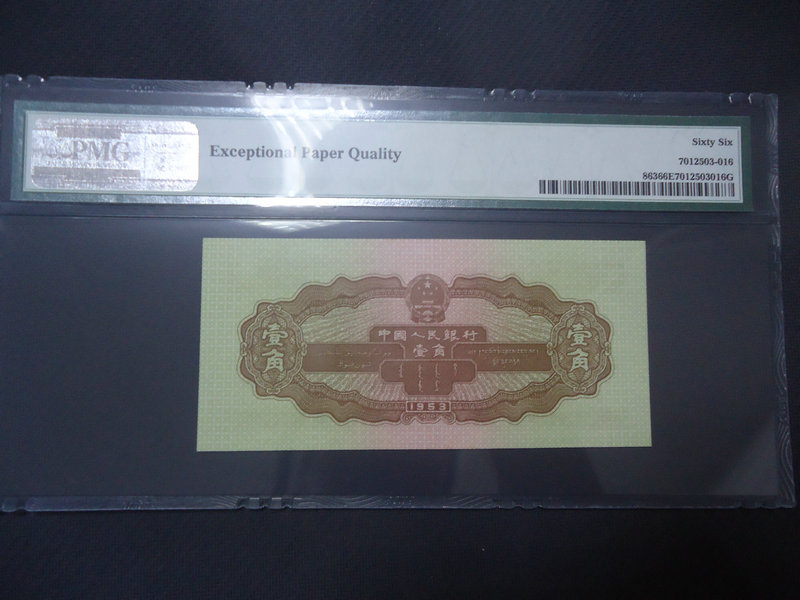 PMG
Exceptional Paper Quality
Sixty Six
7012503-016
86366E7012503016G
中國人民銀行
壹角
壹角
壹角
1953